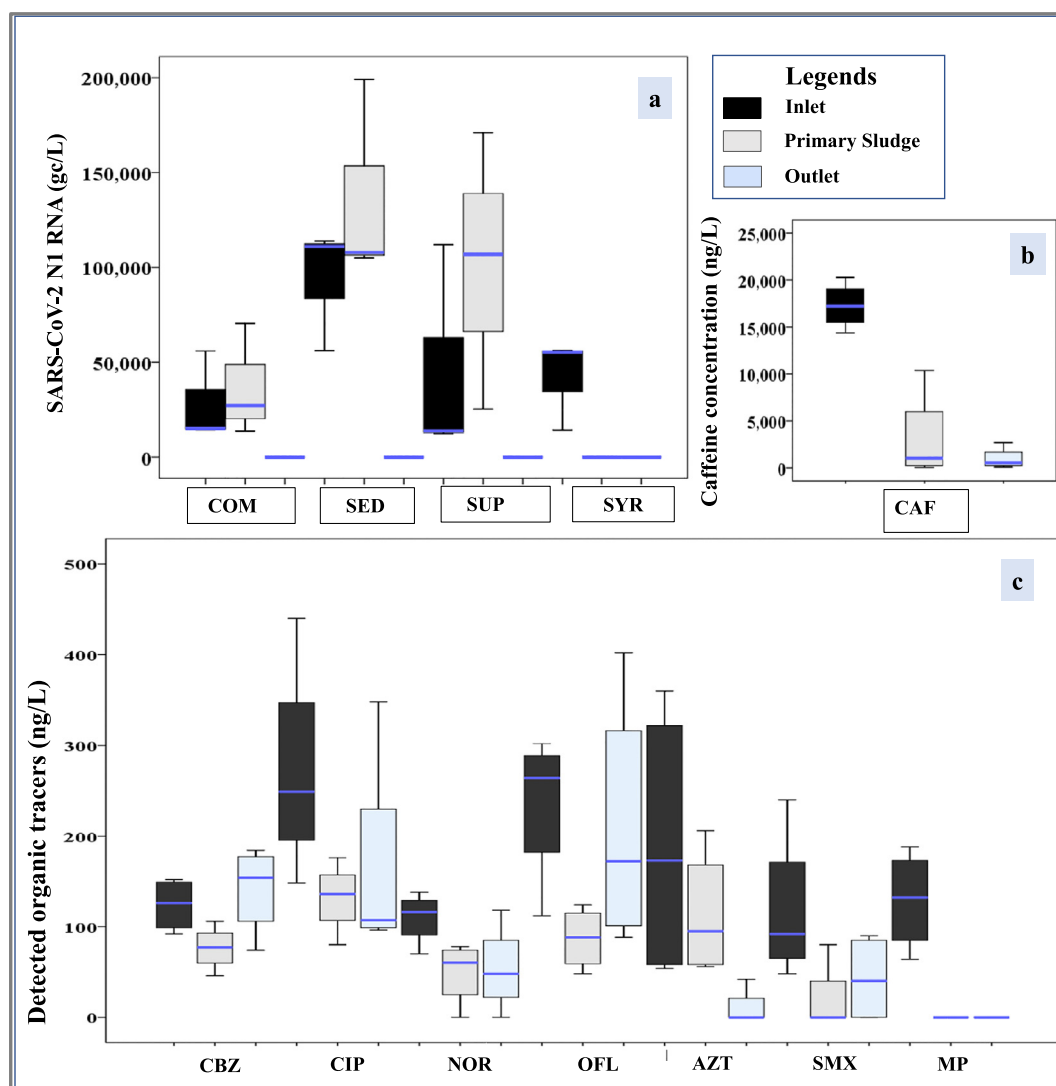 SARS-CoV-2 N1 RNA (gc/L)
200,000
150,000
100,000
50,000
0
a
COM
SED
SUP
SYR
Legends
Inlet
Primary Sludge
Outlet
Caffeine concentration (ng/L)
25,000
20,000
15,000
10,000
5,000
0
b
CAF
Detected organic tracers (ng/L)
500
400
300
200
100
0
c
CBZ
CIP
NOR
OFL
AZT
SMX
MP